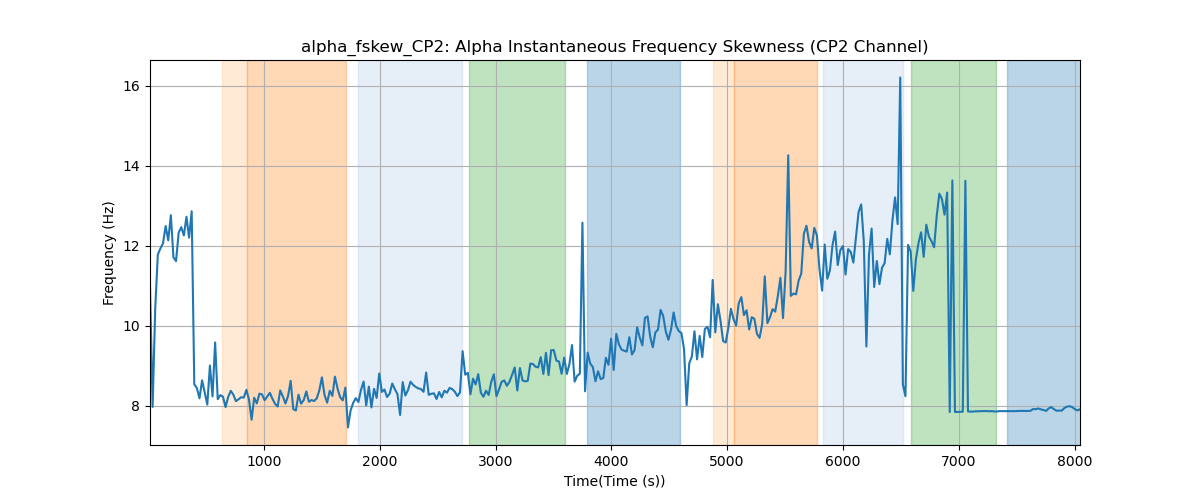 alpha_fskew_CP2: Alpha Instantaneous Frequency Skewness (CP2 Channel)
16
14
12
10
8
Frequency (Hz)
1000 2000 3000 4000 5000 6000 7000 8000
Time(Time (s))